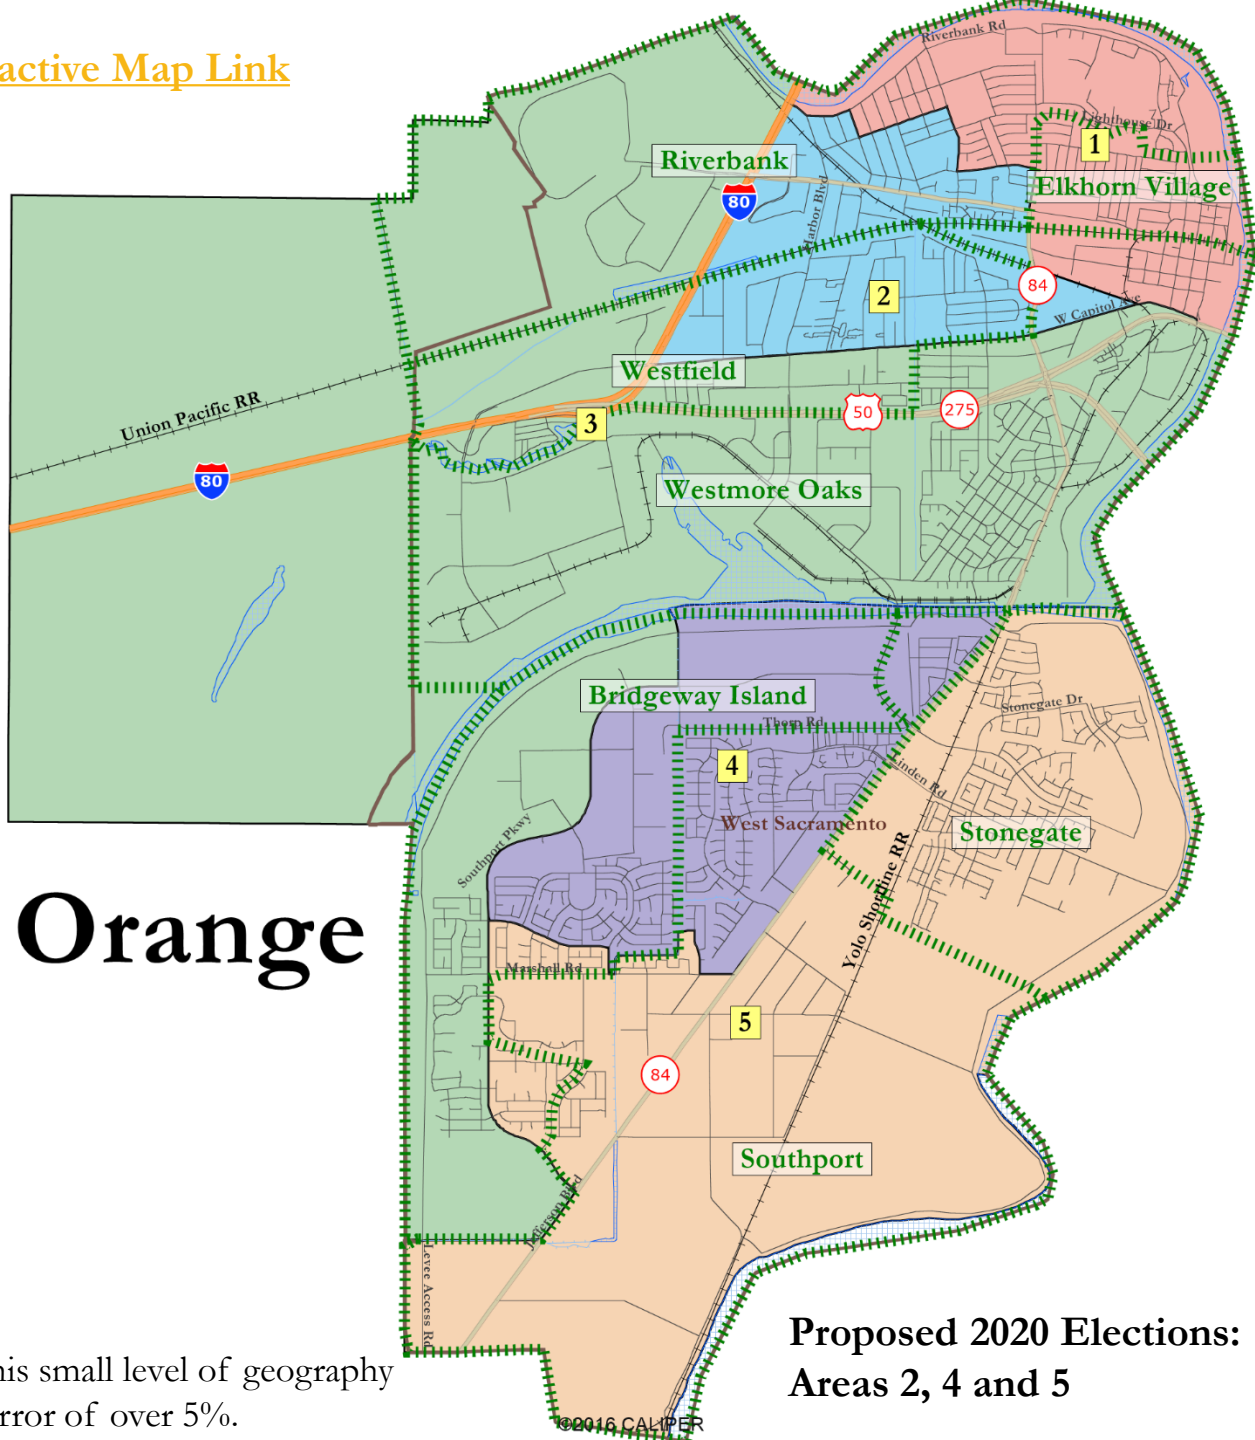 active Map Link
Riverbank Rd
Lighthouse Dr
1
Riverbank
Elkhorn Village
80
Harbor Blvd
2
84
W Capitol Ave
Westfield
Union Pacific RR
3
50
275
80
Westmore Oaks
Bridgeway Island
Stonegate Dr
Thorp Rd
4
Linden Rd
West Sacramento
Stonegate
Southport Pkwy
Yolo Shortline RR
Orange
Marshall Rd
5
84
Southport
Jefferson Blvd
Levee Access Rd
Proposed 2020 Elections:
Areas 2, 4 and 5
his small level of geography
rror of over 5%.
©2016 CALIPER